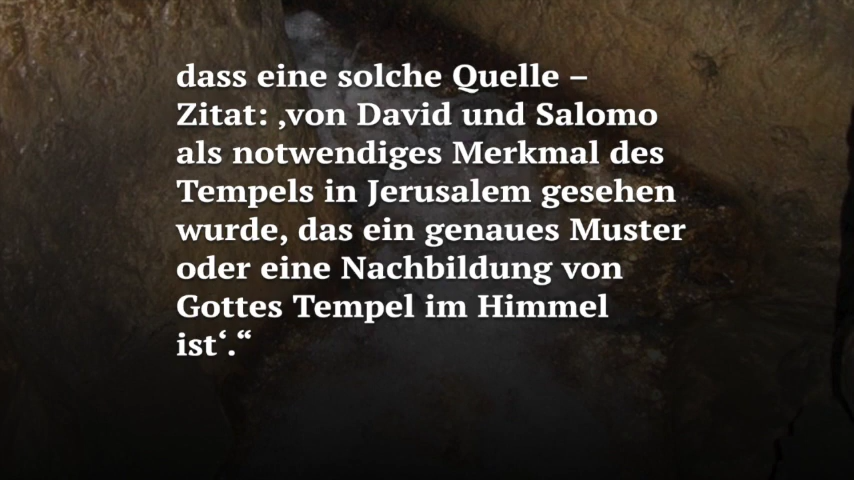 dass eine solche Quelle –
Zitat: ‚von David und Salomo
als notwendiges Merkmal des
Tempels in Jerusalem gesehen
wurde, das ein genaues Muster
oder eine Nachbildung von
Gottes Tempel im Himmel
ist‘.“